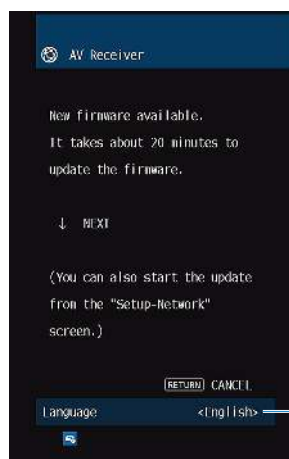 AV Receiver
New firmware available.
It takes about 20 minutes to
update the firmware.
↓ NEXT
(You can also start the update
from the "Setup-Network"
screen.)
RETURN CANCEL
Language <English>